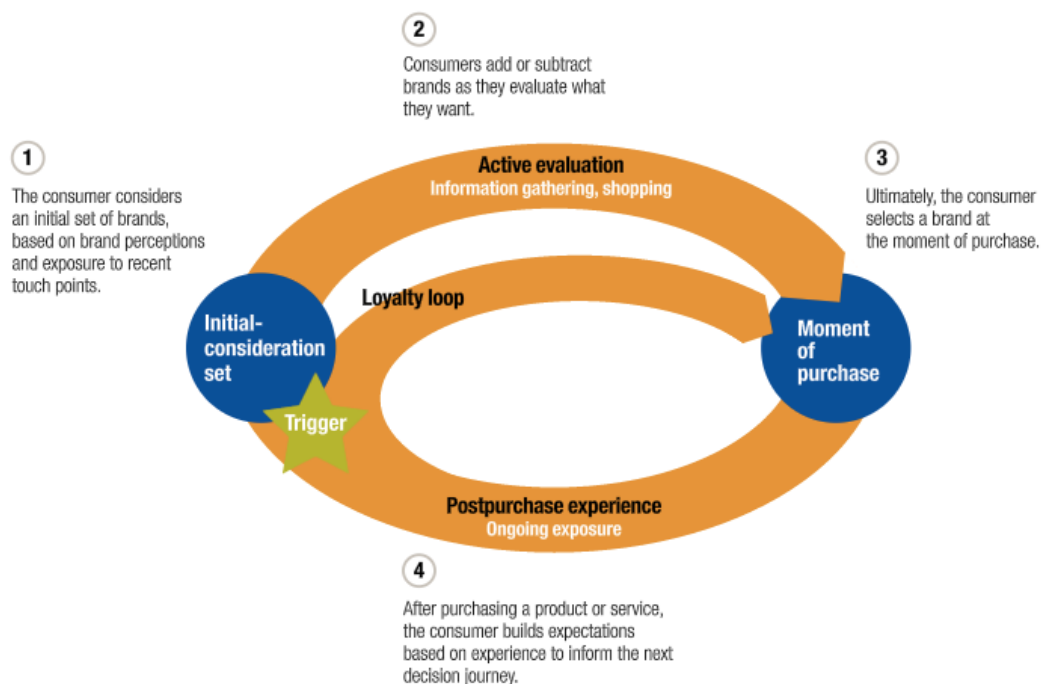 1
The consumer considers
an initial set of brands,
based on brand perceptions
and exposure to recent
touch points.
2
Consumers add or subtract
brands as they evaluate what
they want.
3
Ultimately, the consumer
selects a brand at
the moment of purchase.
Active evaluation
Information gathering, shopping
Loyalty loop
Initial-
consideration
set
Trigger
Moment
of
purchase
Postpurchase experience
Ongoing exposure
4
After purchasing a product or service,
the consumer builds expectations
based on experience to inform the next
decision journey.